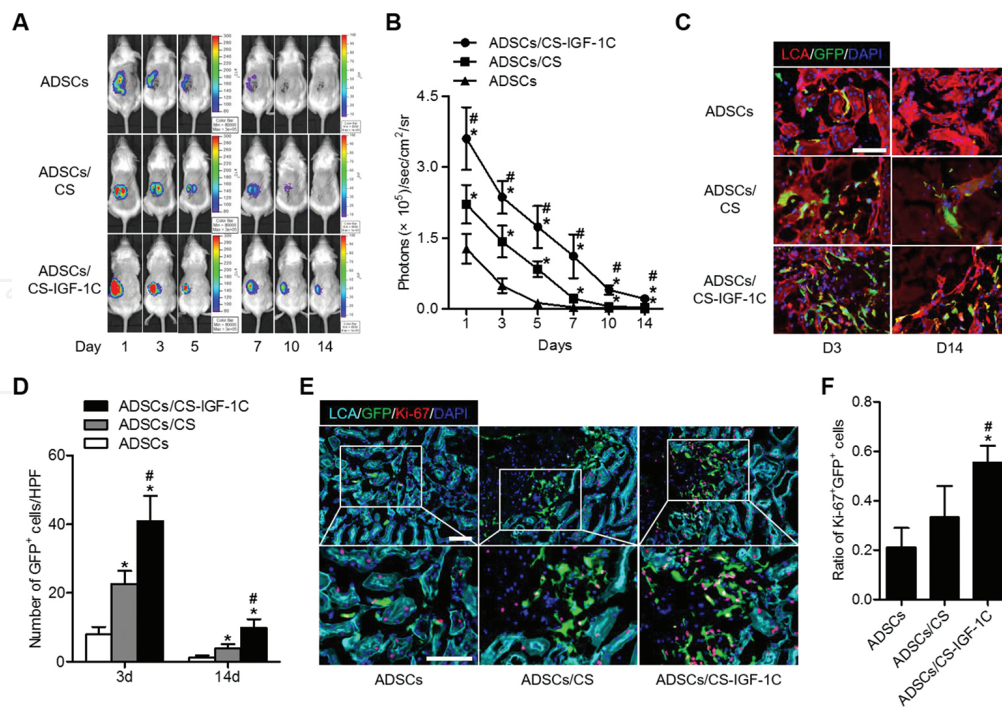 A
ADSCs
ADSCs/
CS
ADSCs/
CS-IGF-1C
Day 1 3 5 7 10 14
B
ADSCs/CS-IGF-1C
ADSCs/CS
ADSCs
Photons (× 10⁵)/sec/cm²/sr
4.5
3.0
1.5
0.0
# * # * # * # * # * # *
* * * * * *
1 3 5 7 10 14
Days
C
LCA/GFP/DAPI
ADSCs
ADSCs/
CS
ADSCs/
CS-IGF-1C
D3 D14
D
ADSCs/CS-IGF-1C
ADSCs/CS
ADSCs
Number of GFP⁺ cells/HPF
60
40
20
0
* # * * # *
3d 14d
E
LCA/GFP/Ki-67/DAPI
ADSCs ADSCs/CS ADSCs/CS-IGF-1C
F
Ratio of Ki-67⁺GFP⁺ cells
0.8
0.6
0.4
0.2
0.0
# *
ADSCs
ADSCs/CS
ADSCs/CS-IGF-1C